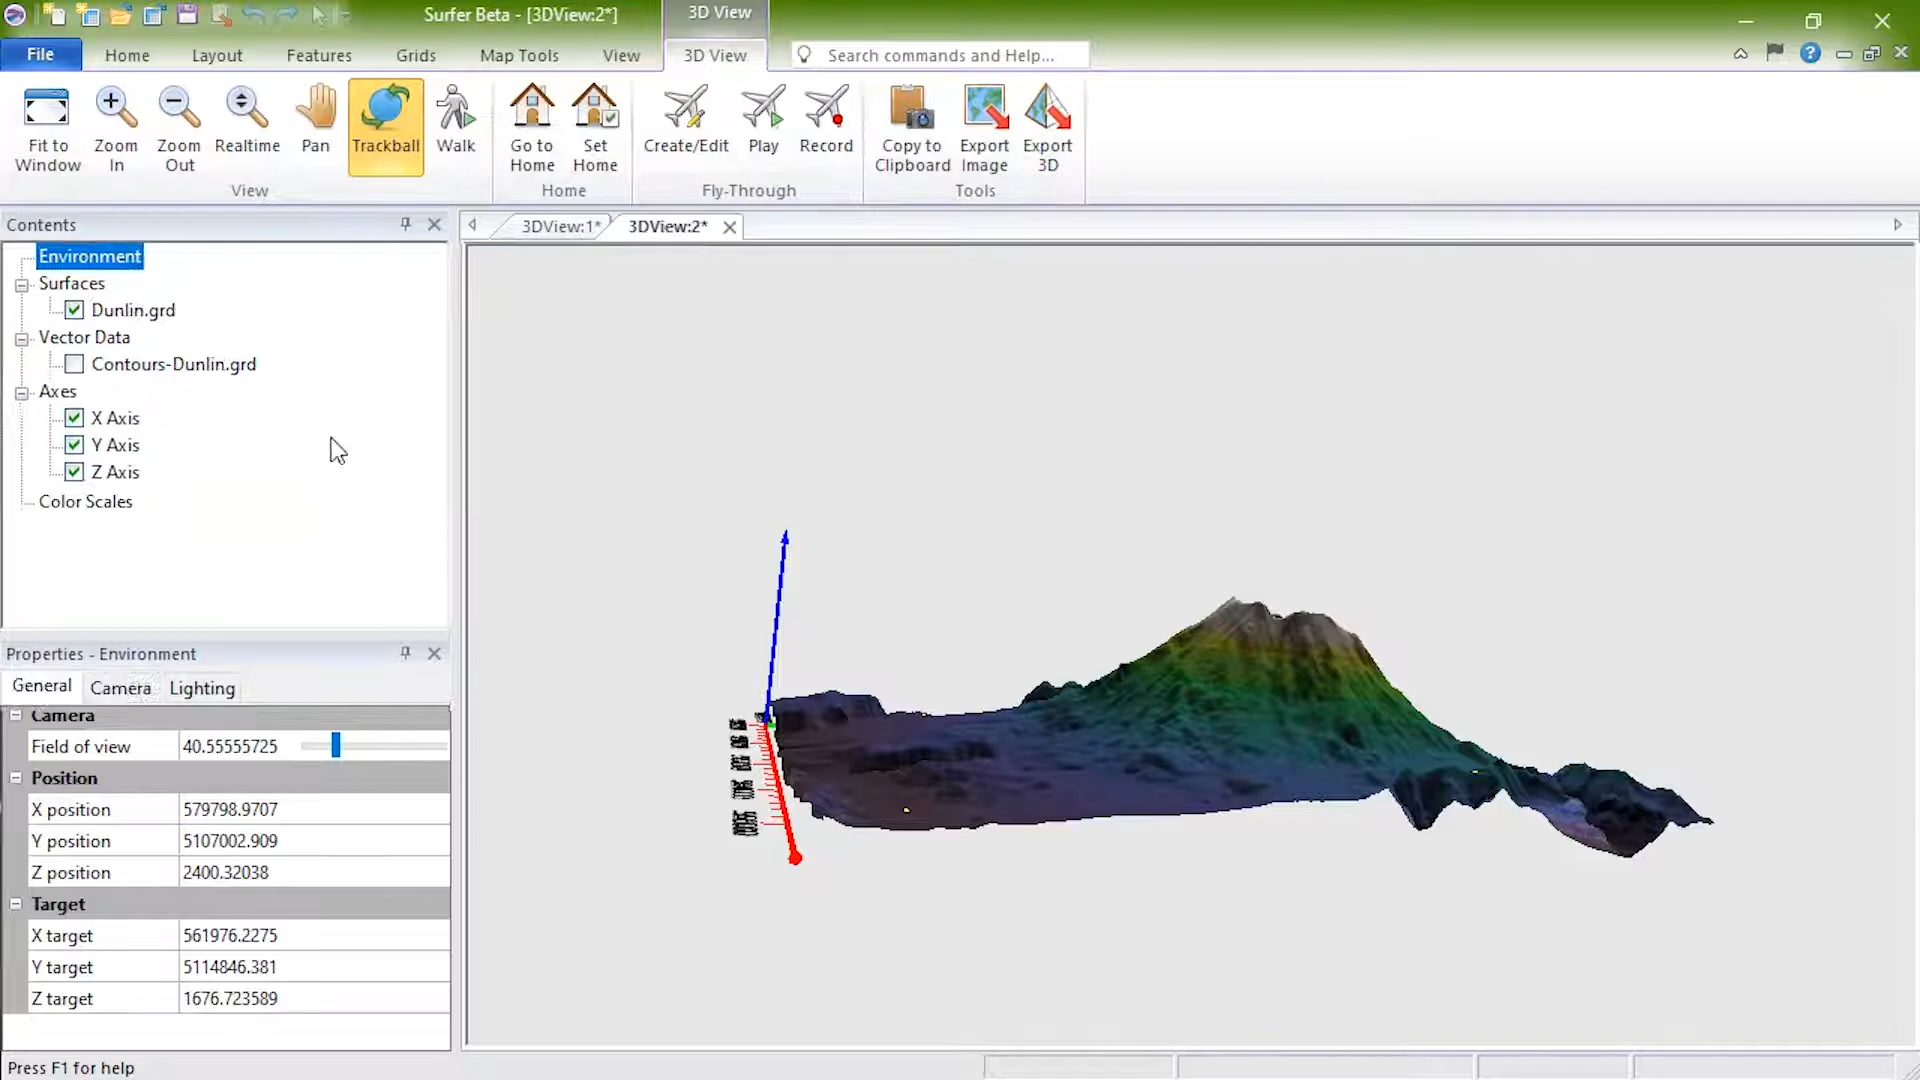 Surfer Beta - [3DView:2*]
3D View
File
Home
Layout
Features
Grids
Map Tools
View
3D View
Search commands and Help...
Fit to Window
Zoom In
Zoom Out
Realtime
Pan
Trackball
Walk
Go to Home
Set Home
Create/Edit
Play
Record
Copy to Clipboard
Export Image
Export 3D
View
Home
Fly-Through
Tools
Contents
3DView:1*
3DView:2*
Environment
Surfaces
Dunlin.grd
Vector Data
Contours-Dunlin.grd
Axes
X Axis
Y Axis
Z Axis
Color Scales
Properties - Environment
General
Camera
Lighting
Camera
Field of view 40.55555725
Position
X position 579798.9707
Y position 5107002.909
Z position 2400.32038
Target
X target 561976.2275
Y target 5114846.381
Z target 1676.723589
Press F1 for help